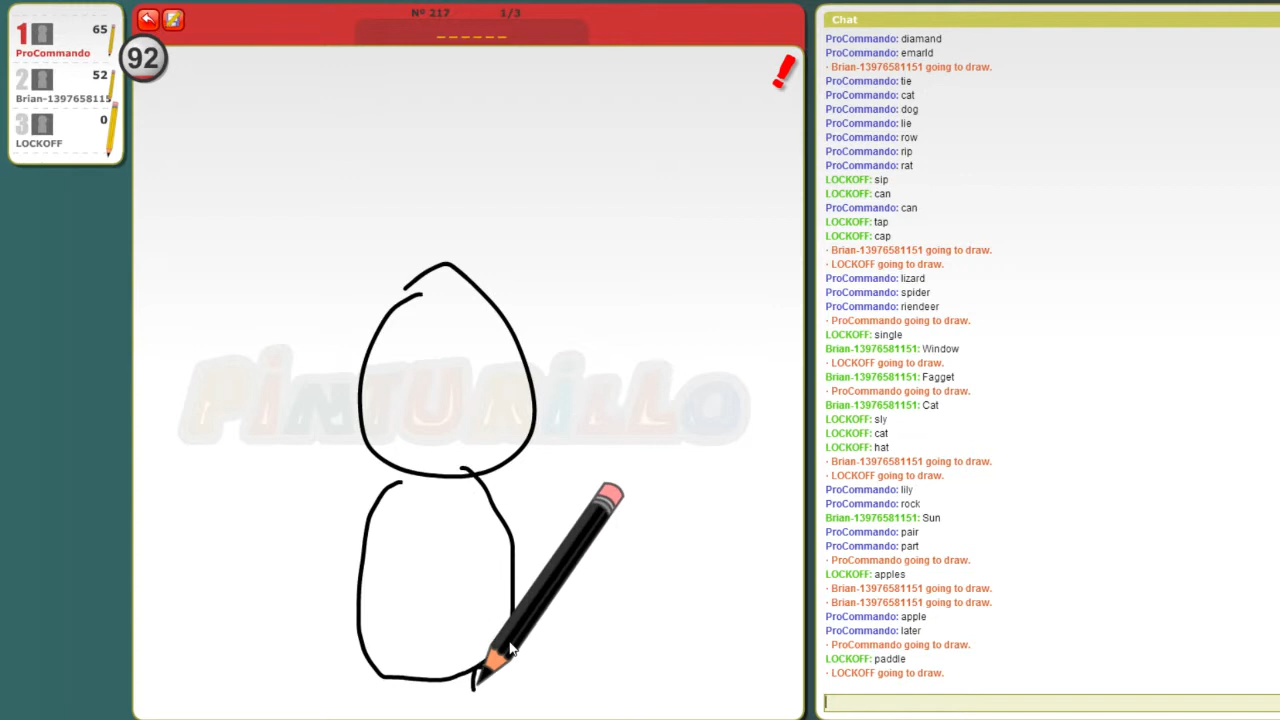 Nº 217 1/3
1 65
ProCommando
92
2 52
Brian-1397658115
3 0
LOCKOFF
PINTURILLO
Chat
ProCommando: diamand
ProCommando: emarld
· Brian-13976581151 going to draw.
ProCommando: tie
ProCommando: cat
ProCommando: dog
ProCommando: lie
ProCommando: row
ProCommando: rip
ProCommando: rat
LOCKOFF: sip
LOCKOFF: can
ProCommando: can
LOCKOFF: tap
LOCKOFF: cap
· Brian-13976581151 going to draw.
· LOCKOFF going to draw.
ProCommando: lizard
ProCommando: spider
ProCommando: riendeer
· ProCommando going to draw.
LOCKOFF: single
Brian-13976581151: Window
· LOCKOFF going to draw.
Brian-13976581151: Fagget
· ProCommando going to draw.
Brian-13976581151: Cat
LOCKOFF: sly
LOCKOFF: cat
LOCKOFF: hat
· Brian-13976581151 going to draw.
· LOCKOFF going to draw.
ProCommando: lily
ProCommando: rock
Brian-13976581151: Sun
ProCommando: pair
ProCommando: part
· ProCommando going to draw.
LOCKOFF: apples
· Brian-13976581151 going to draw.
· Brian-13976581151 going to draw.
ProCommando: apple
ProCommando: later
· ProCommando going to draw.
LOCKOFF: paddle
· LOCKOFF going to draw.